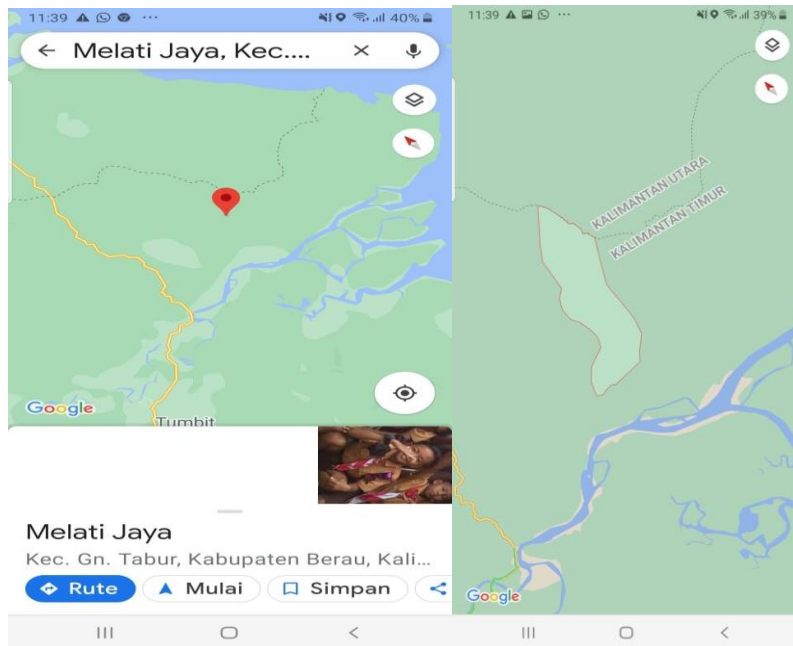 11:39 ... 40%
Melati Jaya, Kec....
Google
Tumbit
Melati Jaya
Kec. Gn. Tabur, Kabupaten Berau, Kali...
Rute Mulai Simpan
11:39 ... 39%
KALIMANTAN UTARA
KALIMANTAN TIMUR
Google